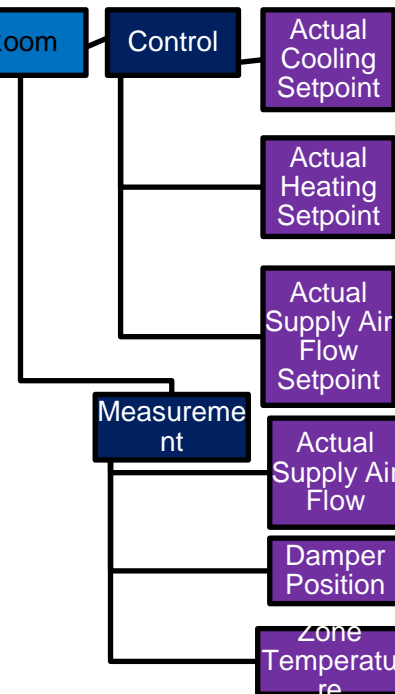 Room
Control
Actual
Cooling
Setpoint
Actual
Heating
Setpoint
Actual
Supply Air
Flow
Setpoint
Measureme
nt
Actual
Supply Air
Flow
Damper
Position
Zone
Temperatu
re